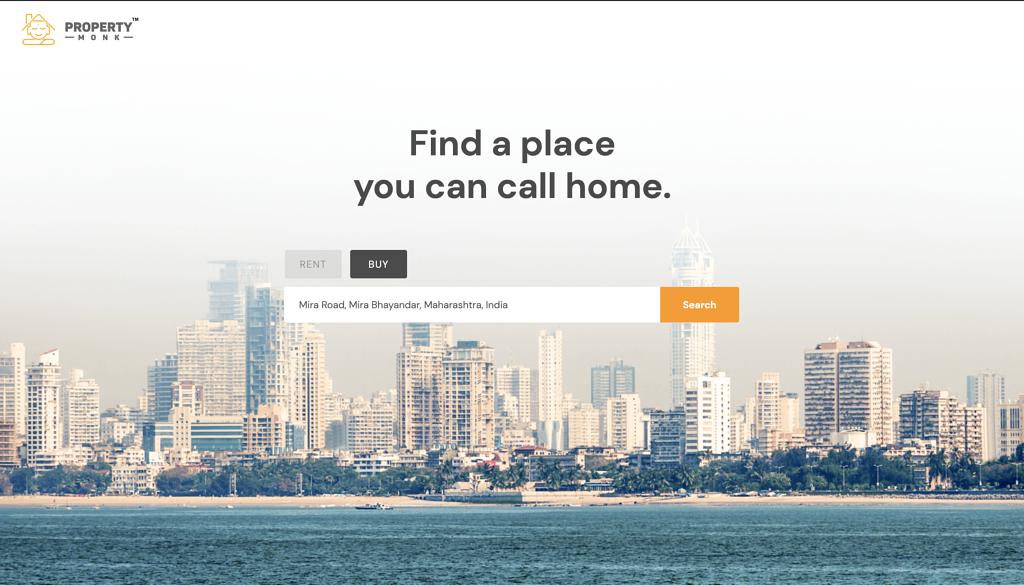 PROPERTY™
MONK
Find a place
you can call home.
RENT
BUY
Mira Road, Mira Bhayandar, Maharashtra, India
Search